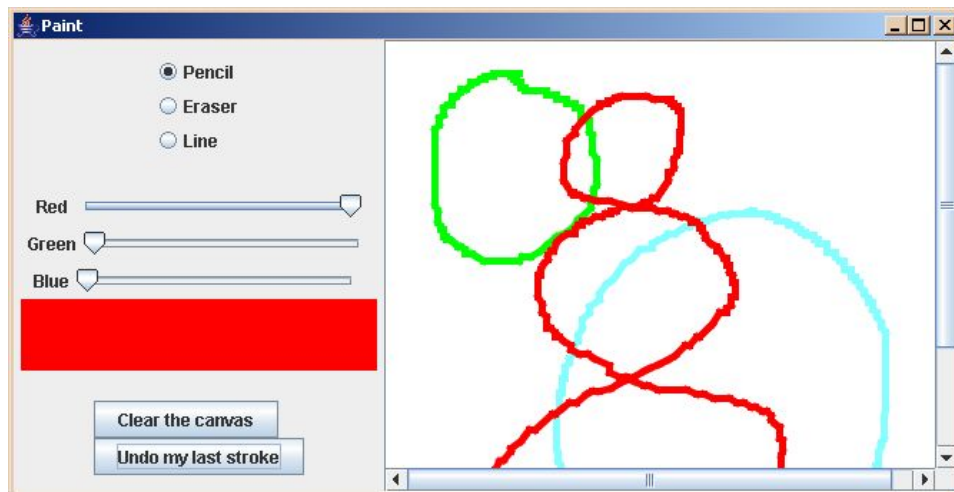 Paint
Pencil
Eraser
Line
Red
Green
Blue
Clear the canvas
Undo my last stroke